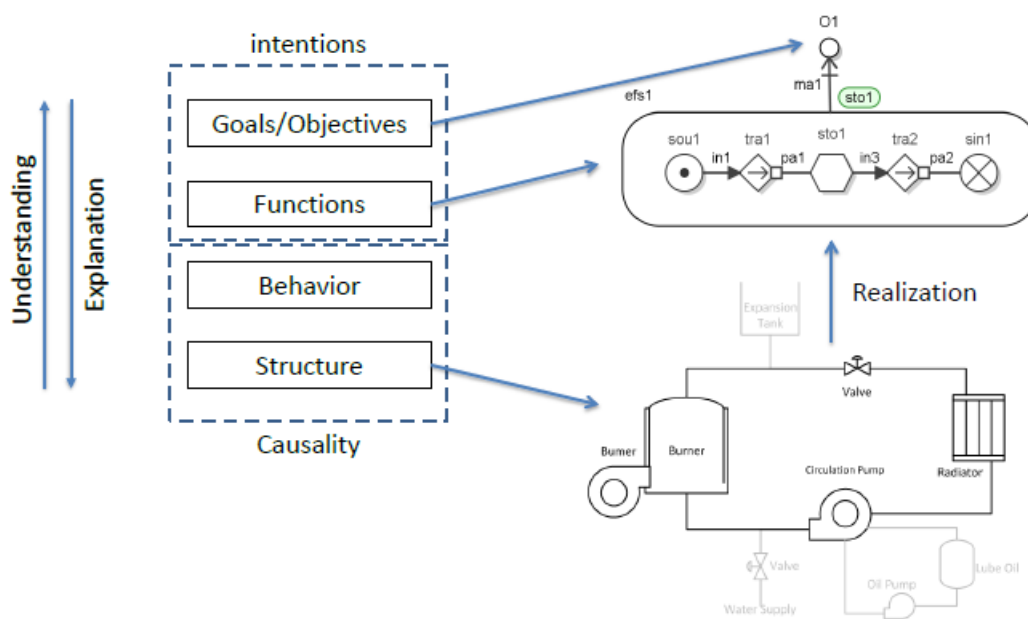 intentions
Goals/Objectives
Functions
Behavior
Structure
Causality
Understanding
Explanation
O1
ma1
sto1
efs1
sou1
tra1
sto1
tra2
sin1
in1
pa1
in3
pa2
Realization
Expansion
Tank
Valve
Burner
Burner
Circulation Pump
Radiator
Valve
Water Supply
Oil Pump
Lube Oil